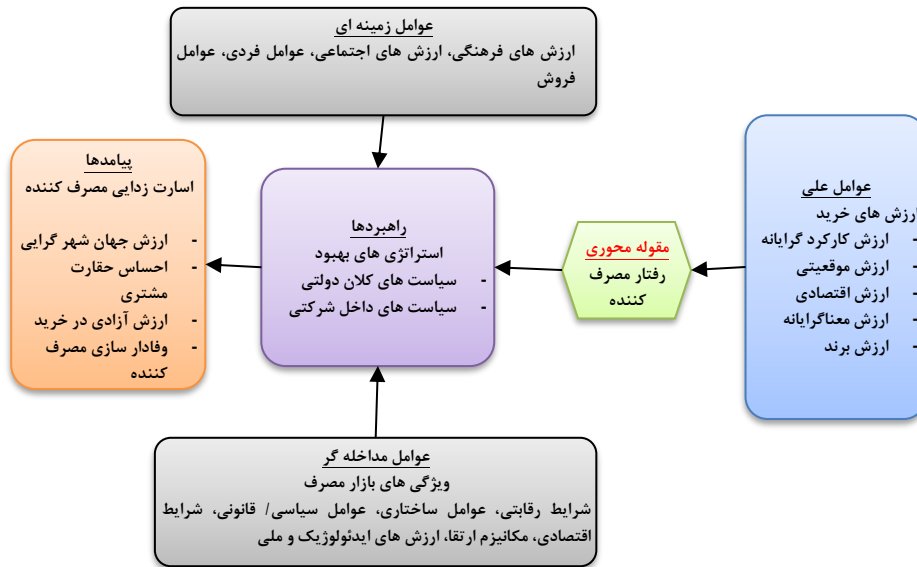 عوامل زمینه ای
ارزش های فرهنگی، ارزش های اجتماعی، عوامل فردی، عوامل
فروش
عوامل علی
ارزش های خرید
- ارزش کارکرد گرایانه
- ارزش موقعیتی
- ارزش اقتصادی
- ارزش معناگرایانه
- ارزش برند
مقوله محوری
رفتار مصرف
کننده
راهبردها
استراتژی های بهبود
- سیاست های کلان دولتی
- سیاست های داخل شرکتی
پیامدها
اسارت زدایی مصرف کننده
- ارزش جهان شهر گرایی
- احساس حقارت
مشتری
- ارزش آزادی در خرید
- وفادار سازی مصرف
کننده
عوامل مداخله گر
ویژگی های بازار مصرف
شرایط رقابتی، عوامل ساختاری، عوامل سیاسی/ قانونی، شرایط
اقتصادی، مکانیزم ارتقا، ارزش های ایدئولوژیک و ملی